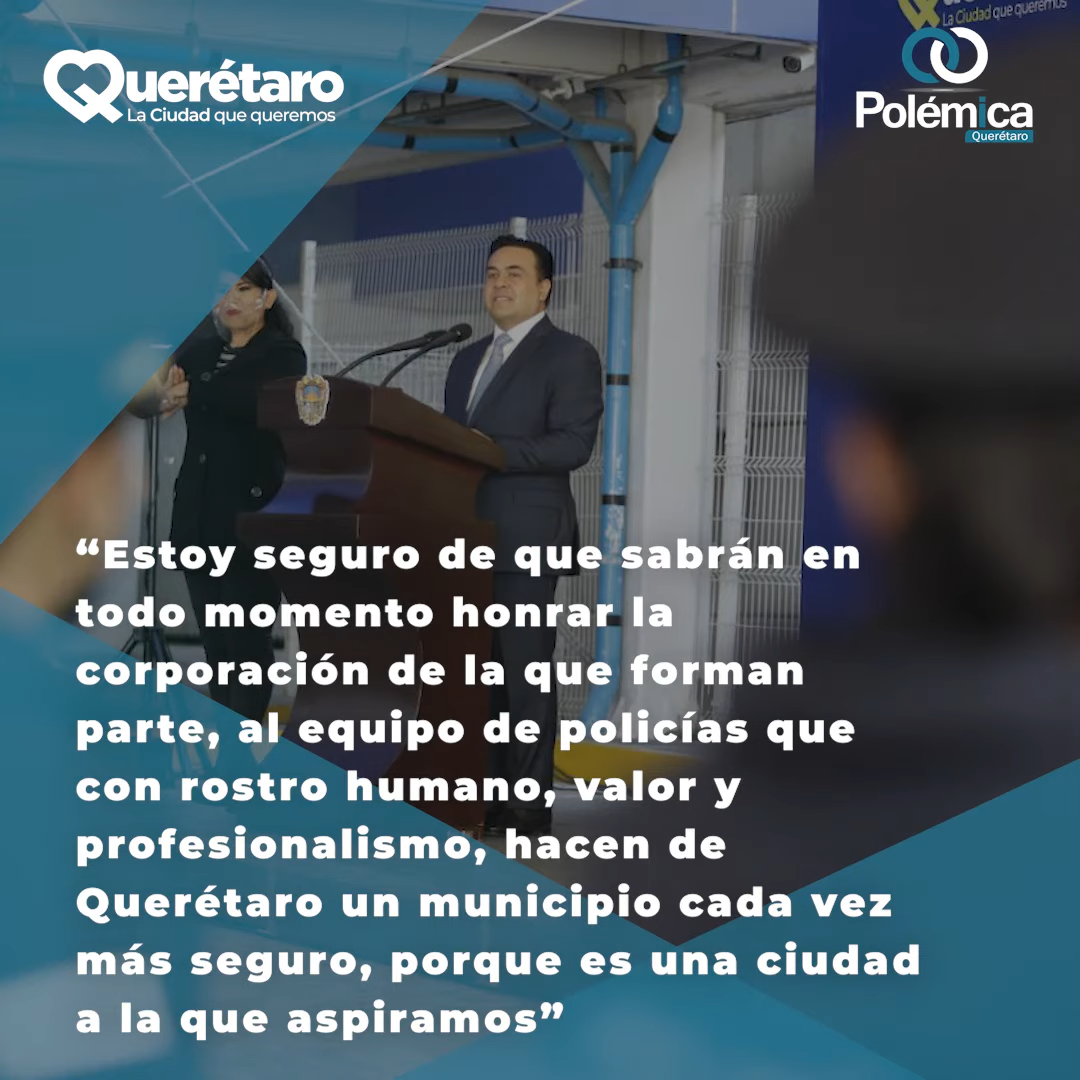 Querétaro
La Ciudad que queremos
La Ciudad que queremos
Polémica
Querétaro
“Estoy seguro de que sabrán en
todo momento honrar la
corporación de la que forman
parte, al equipo de policías que
con rostro humano, valor y
profesionalismo, hacen de
Querétaro un municipio cada vez
más seguro, porque es una ciudad
a la que aspiramos”